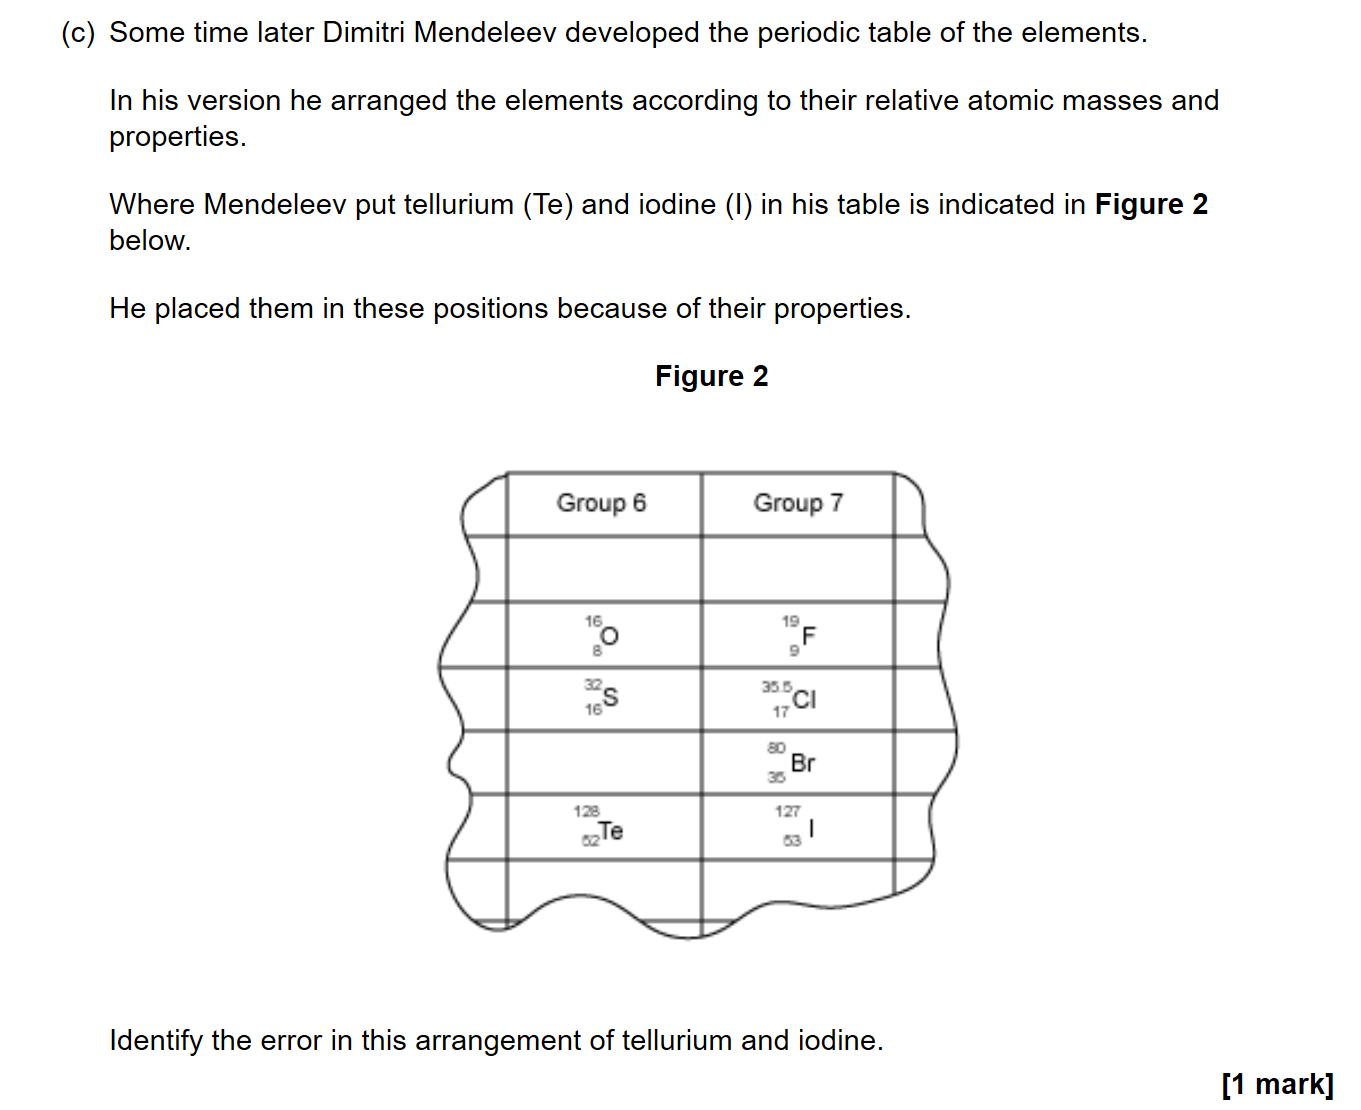 (c) Some time later Dimitri Mendeleev developed the periodic table of the elements.
In his version he arranged the elements according to their relative atomic masses and
properties.
Where Mendeleev put tellurium (Te) and iodine (I) in his table is indicated in Figure 2
below.
He placed them in these positions because of their properties.
Figure 2
Group 6 Group 7
16 19
O F
8 9
32 35.5
S Cl
16 17
80
Br
35
128 127
Te I
52 53
Identify the error in this arrangement of tellurium and iodine.
[1 mark]